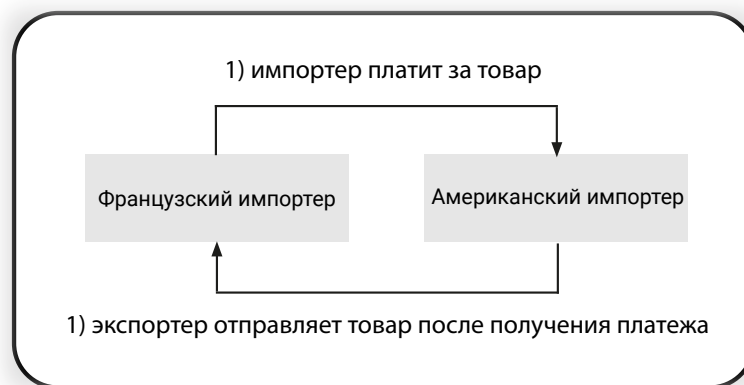 1) импортер платит за товар
Французский импортер
Американский импортер
1) экспортер отправляет товар после получения платежа